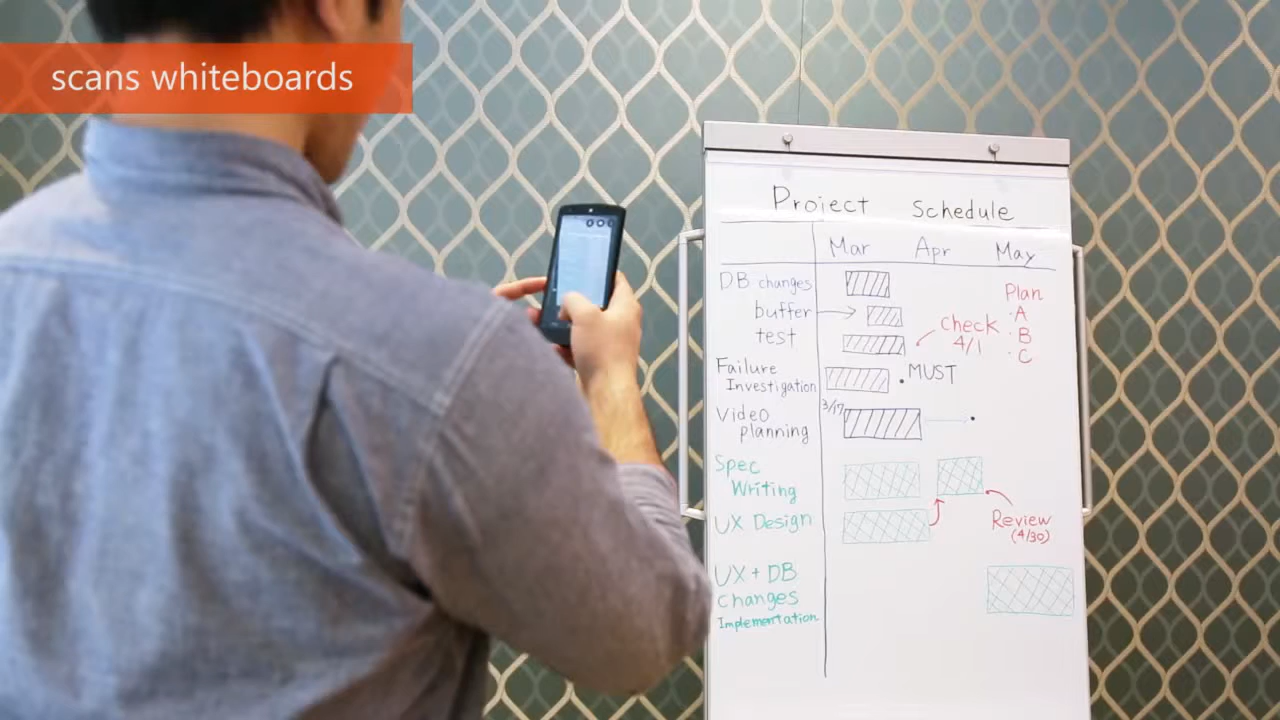 scans whiteboards
Project Schedule
Mar Apr May
DB changes
buffer
test
Failure
Investigation
Video
planning
Spec
Writing
UX Design
UX + DB
Changes
Implementation
Check
4/1
Plan
· A
· B
· C
• MUST
3/17
Review
(4/30)